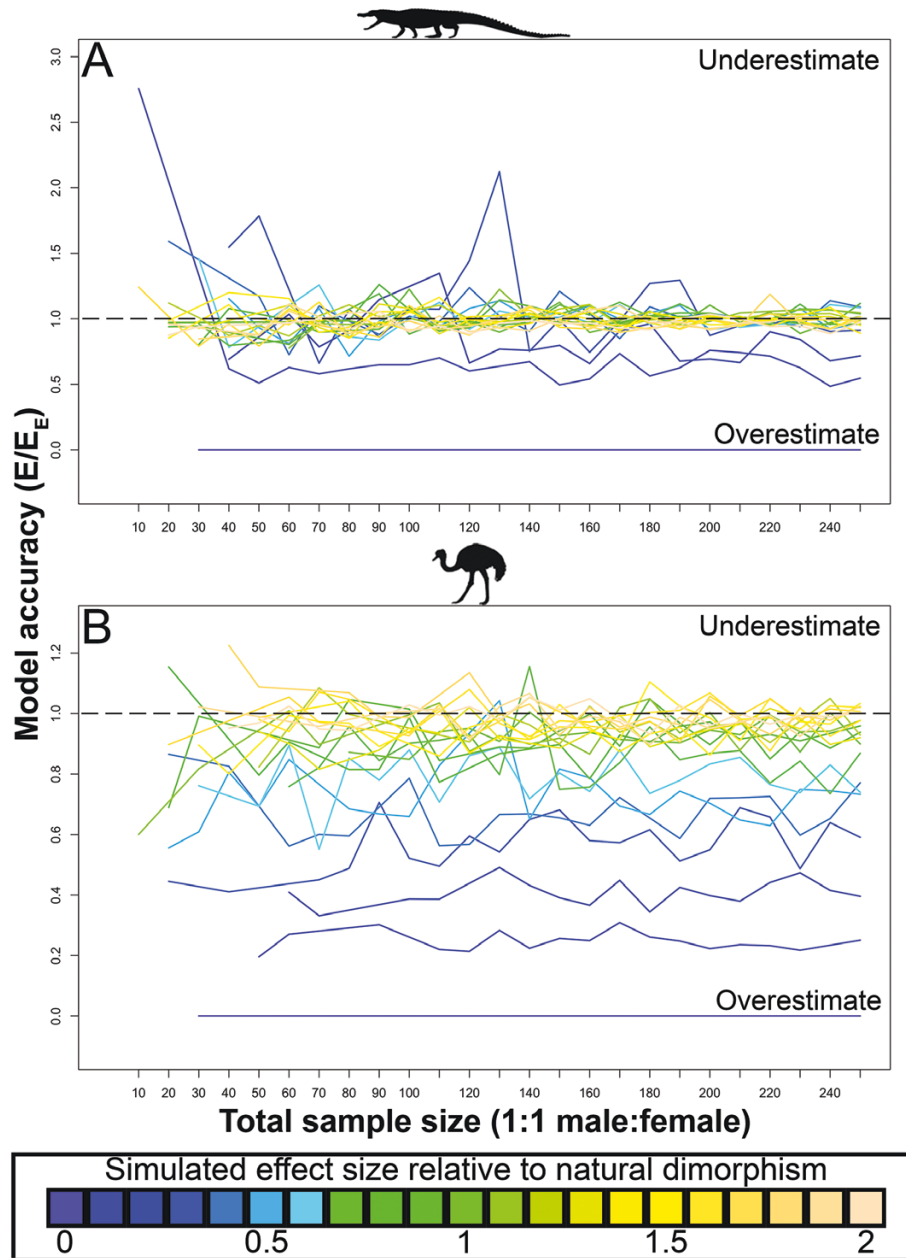 A
Underestimate
3.0
2.5
2.0
1.5
1.0
0.5
0.0
Overestimate
10 20 30 40 50 60 70 80 90 100 120 140 160 180 200 220 240
Model accuracy (E/E_E)
B
Underestimate
1.2
1.0
0.8
0.6
0.4
0.2
0.0
Overestimate
10 20 30 40 50 60 70 80 90 100 120 140 160 180 200 220 240
Total sample size (1:1 male:female)
Simulated effect size relative to natural dimorphism
0 0.5 1 1.5 2